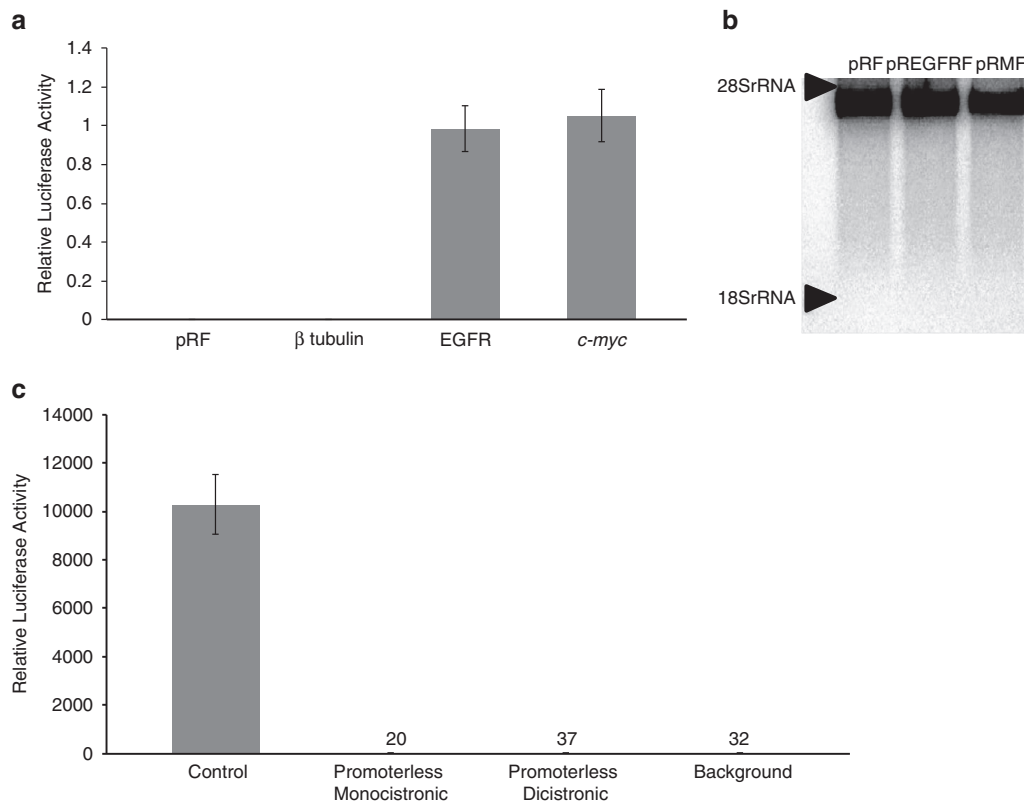 a
1.4
1.2
1
0.8
0.6
0.4
0.2
0
Relative Luciferase Activity
pRF
β tubulin
EGFR
c-myc
b
pRF pREGFRF pRMF
28SrRNA
18SrRNA
c
14000
12000
10000
8000
6000
4000
2000
0
Relative Luciferase Activity
20
37
32
Control
Promoterless
Monocistronic
Promoterless
Dicistronic
Background